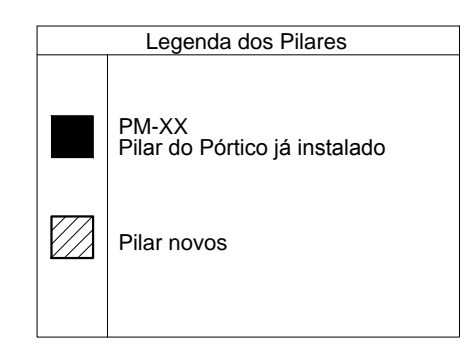 Legenda dos Pilares
PM-XX
Pilar do Pórtico já instalado
Pilar novos